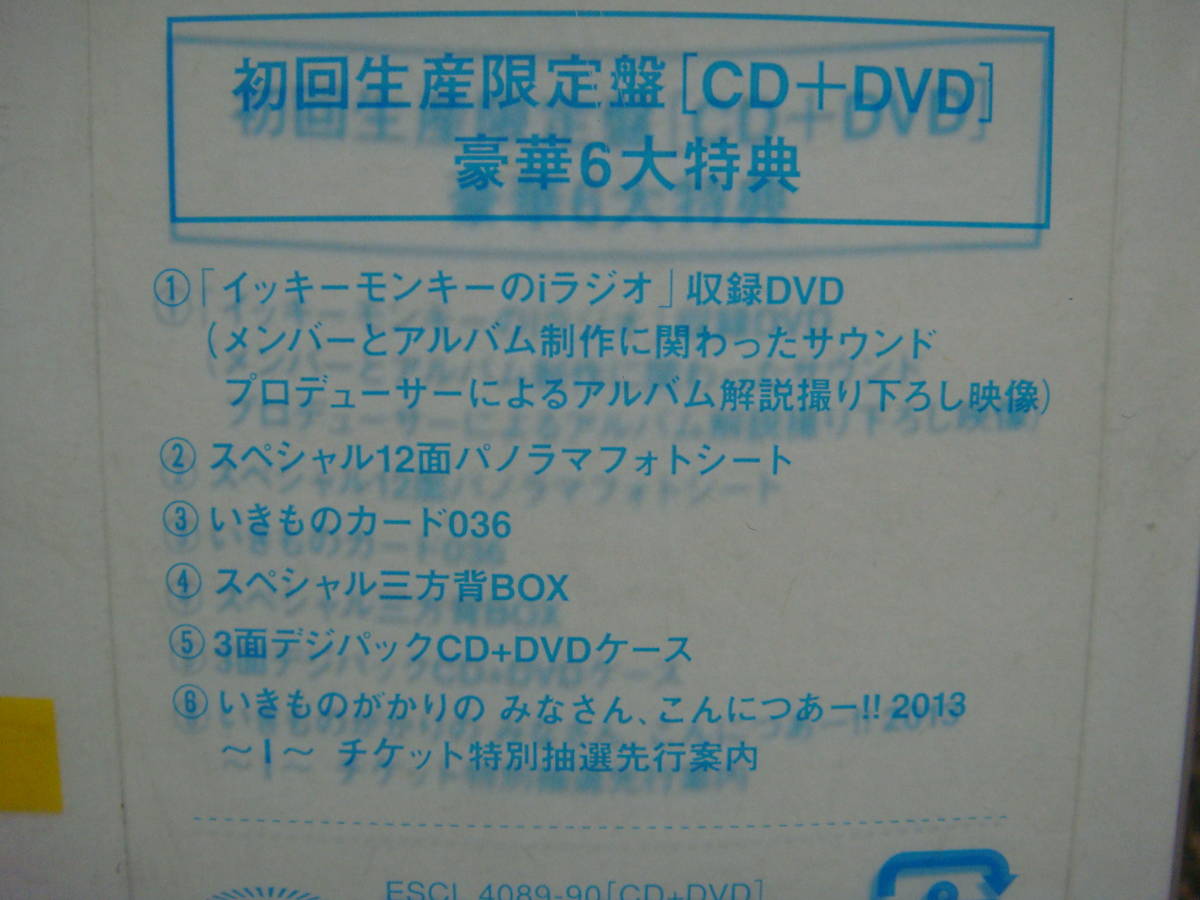 初回生産限定盤[CD+DVD]
豪華6大特典
①「イッキーモンキーのiラジオ」収録DVD
(メンバーとアルバム制作に関わったサウンド
プロデューサーによるアルバム解説撮り下ろし映像)
②スペシャル12面パノラマフォトシート
③いきものカード036
④スペシャル三方背BOX
⑤3面デジパックCD+DVDケース
⑥いきものがかりの みなさん、こんにつあー!! 2013
～I～ チケット特別抽選先行案内
ESCL 4089-90[CD+DVD]